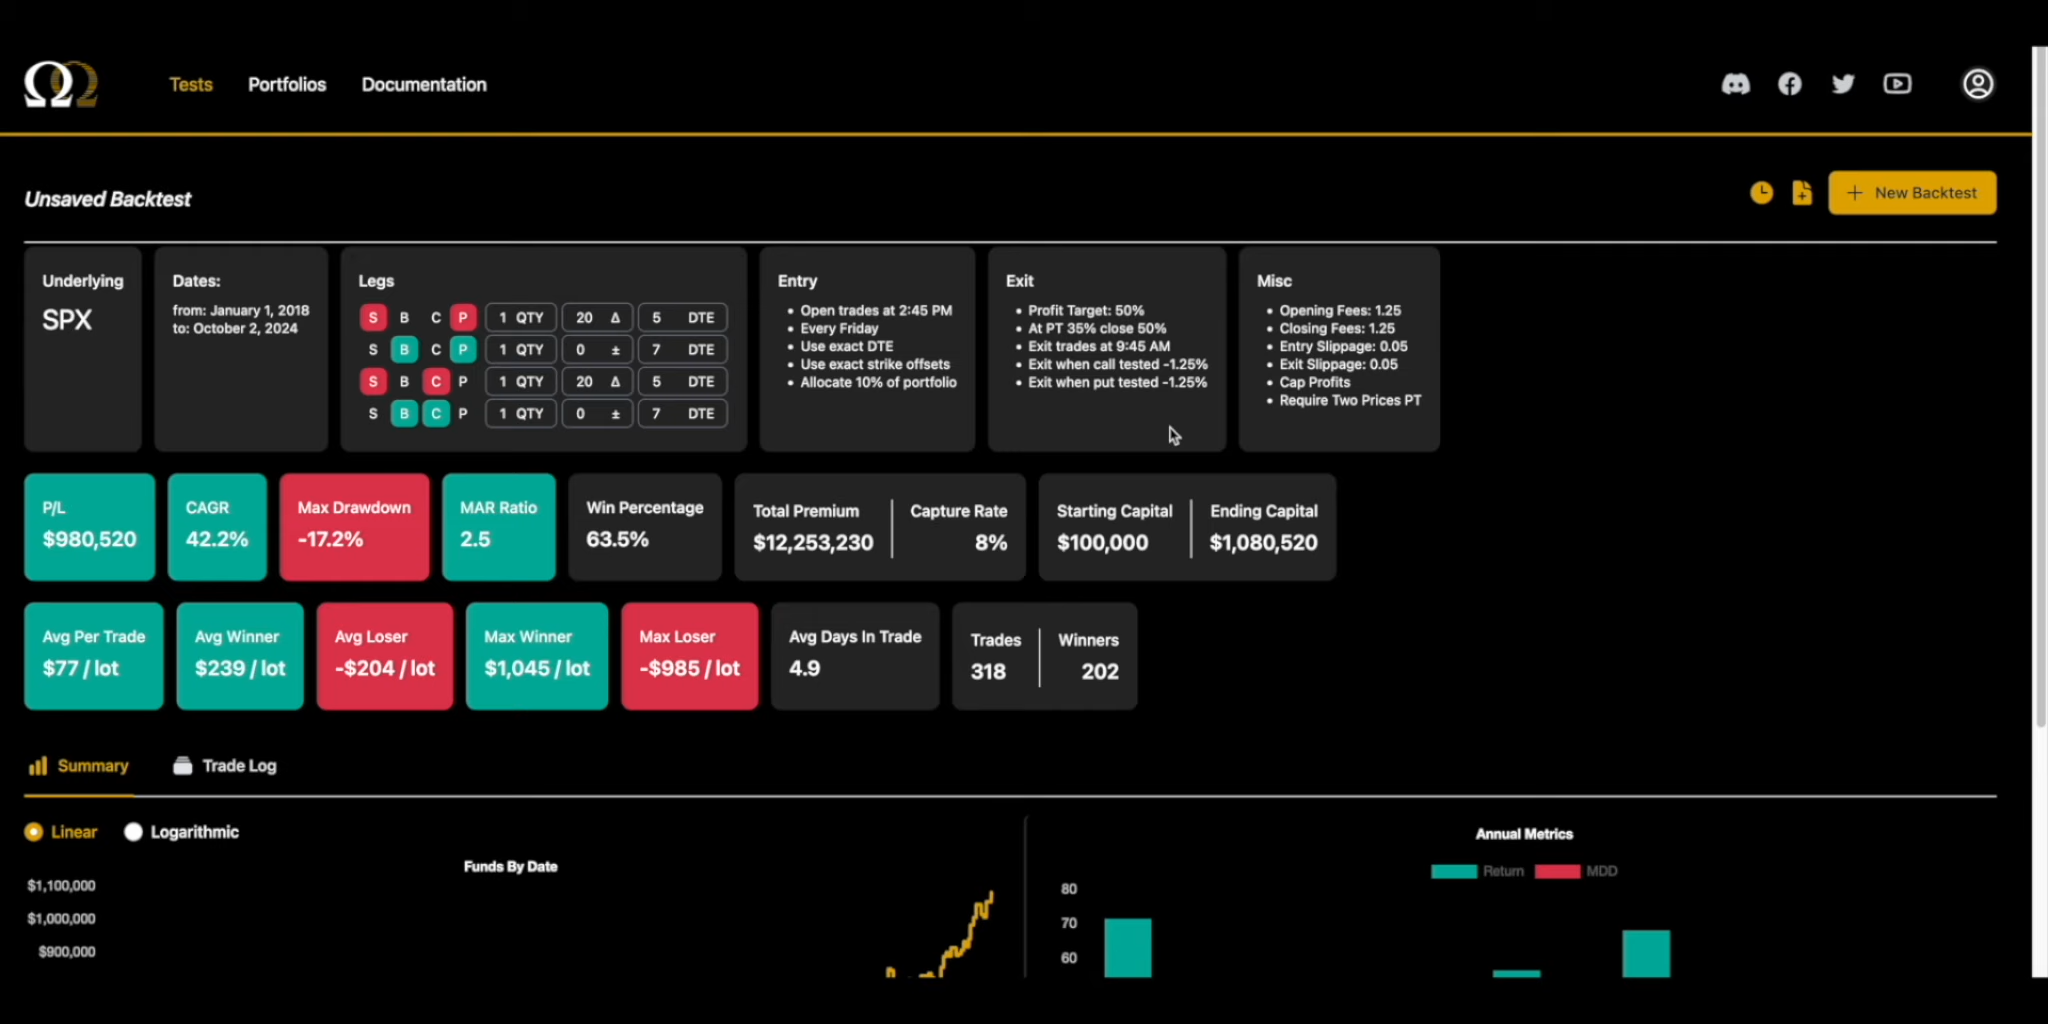 Tests Portfolios Documentation
Unsaved Backtest
+ New Backtest
Underlying
SPX
Dates:
from: January 1, 2018
to: October 2, 2024
Legs
S B C P 1 QTY 20 Δ 5 DTE
S B C P 1 QTY 0 ± 7 DTE
S B C P 1 QTY 20 Δ 5 DTE
S B C P 1 QTY 0 ± 7 DTE
Entry
• Open trades at 2:45 PM
• Every Friday
• Use exact DTE
• Use exact strike offsets
• Allocate 10% of portfolio
Exit
• Profit Target: 50%
• At PT 35% close 50%
• Exit trades at 9:45 AM
• Exit when call tested -1.25%
• Exit when put tested -1.25%
Misc
• Opening Fees: 1.25
• Closing Fees: 1.25
• Entry Slippage: 0.05
• Exit Slippage: 0.05
• Cap Profits
• Require Two Prices PT
P/L
$980,520
CAGR
42.2%
Max Drawdown
-17.2%
MAR Ratio
2.5
Win Percentage
63.5%
Total Premium
$12,253,230
Capture Rate
8%
Starting Capital
$100,000
Ending Capital
$1,080,520
Avg Per Trade
$77 / lot
Avg Winner
$239 / lot
Avg Loser
-$204 / lot
Max Winner
$1,045 / lot
Max Loser
-$985 / lot
Avg Days In Trade
4.9
Trades
318
Winners
202
Summary Trade Log
Linear Logarithmic
Funds By Date
$1,100,000
$1,000,000
$900,000
Annual Metrics
Return MDD
80
70
60